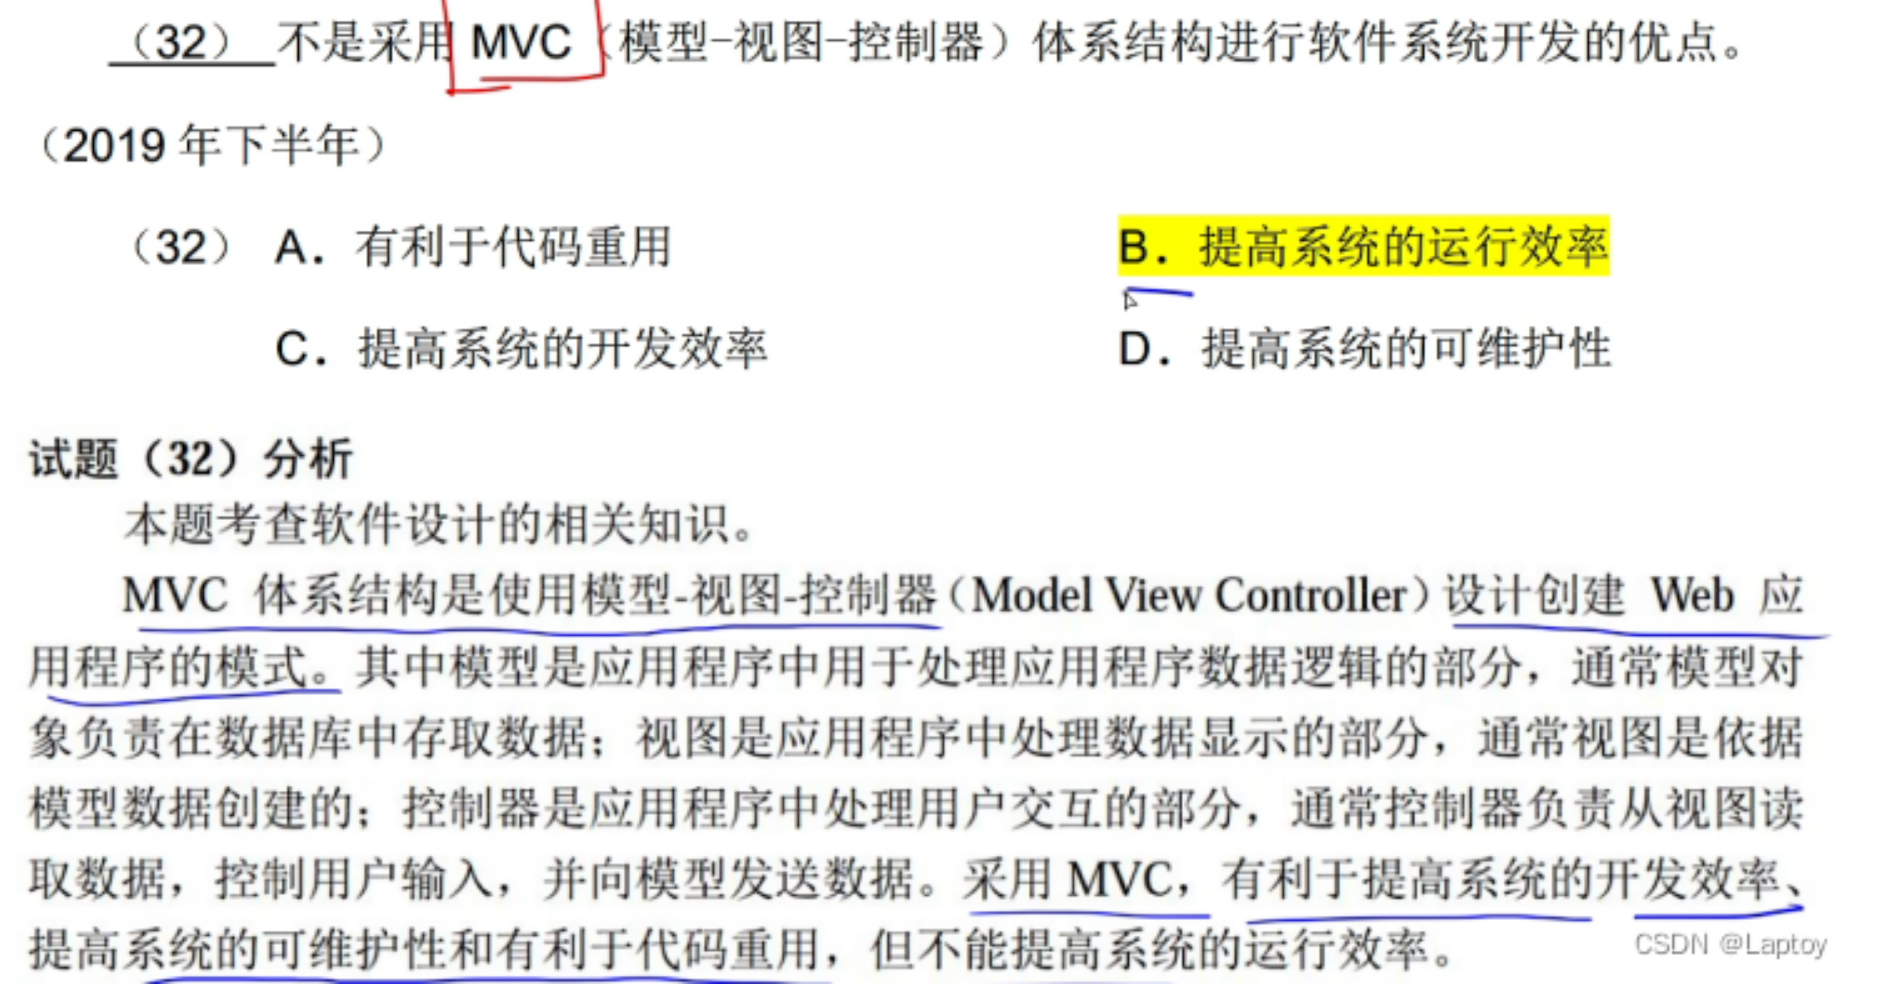 （32） 不是采用 MVC（模型-视图-控制器）体系结构进行软件系统开发的优点。
（2019 年下半年）
（32） A．有利于代码重用 B．提高系统的运行效率
C．提高系统的开发效率 D．提高系统的可维护性
试题（32）分析
本题考查软件设计的相关知识。
MVC 体系结构是使用模型-视图-控制器（Model View Controller）设计创建 Web 应
用程序的模式。其中模型是应用程序中用于处理应用程序数据逻辑的部分，通常模型对
象负责在数据库中存取数据；视图是应用程序中处理数据显示的部分，通常视图是依据
模型数据创建的；控制器是应用程序中处理用户交互的部分，通常控制器负责从视图读
取数据，控制用户输入，并向模型发送数据。采用 MVC，有利于提高系统的开发效率、
提高系统的可维护性和有利于代码重用，但不能提高系统的运行效率。
CSDN @Laptoy